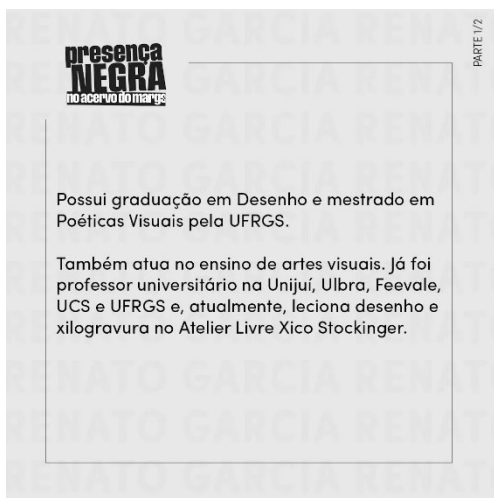 PARTE 1/2
presença
NEGRA
no acervo do margs
Possui graduação em Desenho e mestrado em
Poéticas Visuais pela UFRGS.
Também atua no ensino de artes visuais. Já foi
professor universitário na Unijuí, Ulbra, Feevale,
UCS e UFRGS e, atualmente, leciona desenho e
xilogravura no Atelier Livre Xico Stockinger.
RENATO GARCIA RENAT